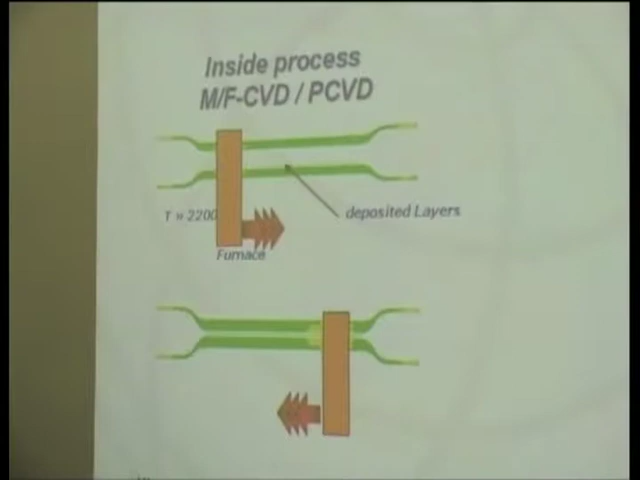 Inside process
M/F-CVD / PCVD
deposited Layers
T ≈ 2200
Furnace